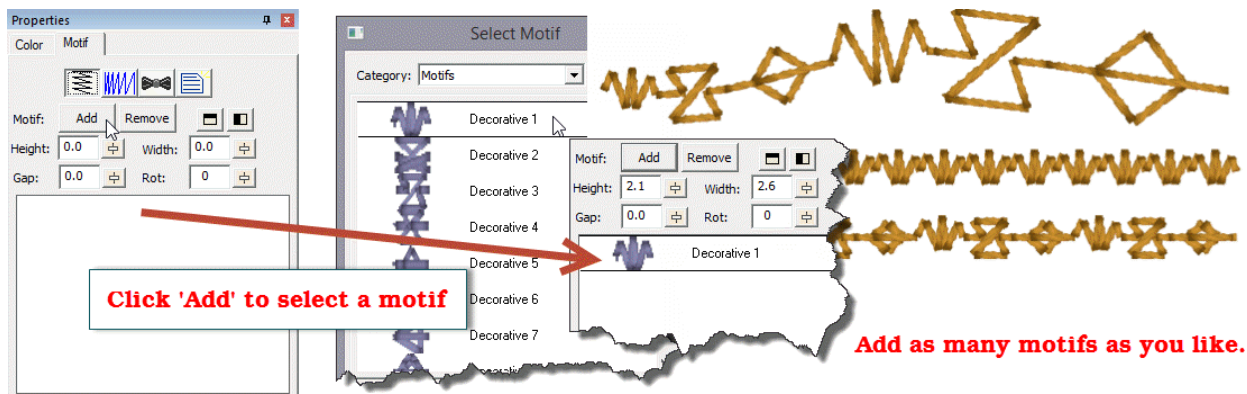 Properties
Color Motif
Motif: Add Remove
Height: 0.0 Width: 0.0
Gap: 0.0 Rot: 0
Click 'Add' to select a motif
Select Motif
Category: Motifs
Decorative 1
Decorative 2
Decorative 3
Decorative 4
Decorative 5
Decorative 6
Decorative 7
Motif: Add Remove
Height: 2.1 Width: 2.6
Gap: 0.0 Rot: 0
Decorative 1
Add as many motifs as you like.